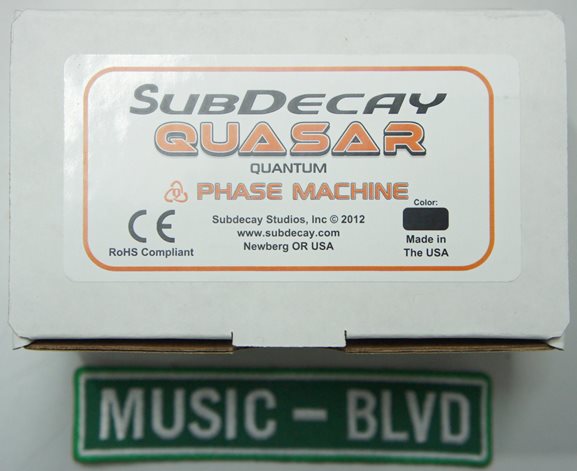 SUBDECAY
QUASAR
QUANTUM
PHASE MACHINE
Subdecay Studios, Inc © 2012
www.subdecay.com
Newberg OR USA
CE
RoHS Compliant
Color:
Made in
The USA
MUSIC – BLVD